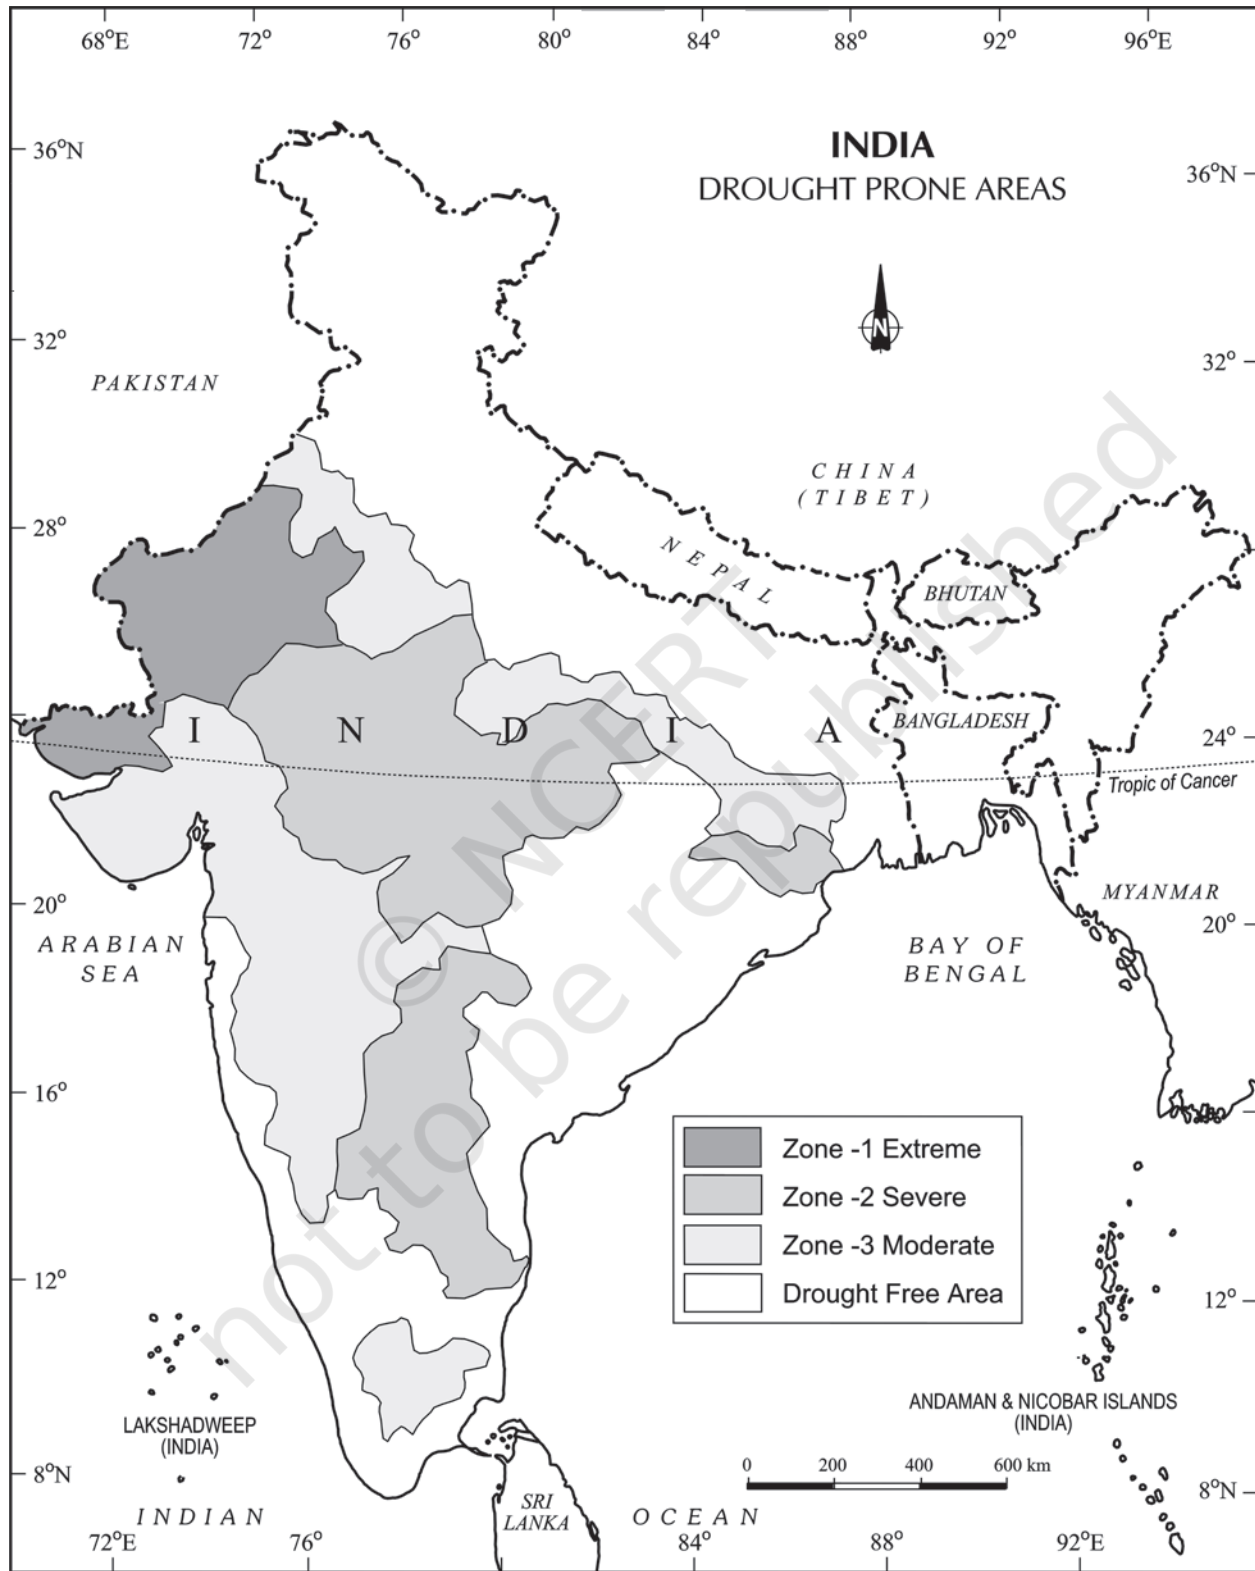 68°E 72° 76° 80° 84° 88° 92° 96°E
INDIA
DROUGHT PRONE AREAS
36°N
36°N
N
32°
32°
PAKISTAN
CHINA
(TIBET)
28°
NEPAL
BHUTAN
I N D I A
BANGLADESH
24°
Tropic of Cancer
MYANMAR
20°
20°
ARABIAN
SEA
BAY OF
BENGAL
© NCERT
not to be republished
16°
Zone -1 Extreme
Zone -2 Severe
Zone -3 Moderate
Drought Free Area
12°
12°
LAKSHADWEEP
(INDIA)
ANDAMAN & NICOBAR ISLANDS
(INDIA)
0 200 400 600 km
8°N
8°N
SRI
LANKA
INDIAN OCEAN
72°E 76° 84° 88° 92°E